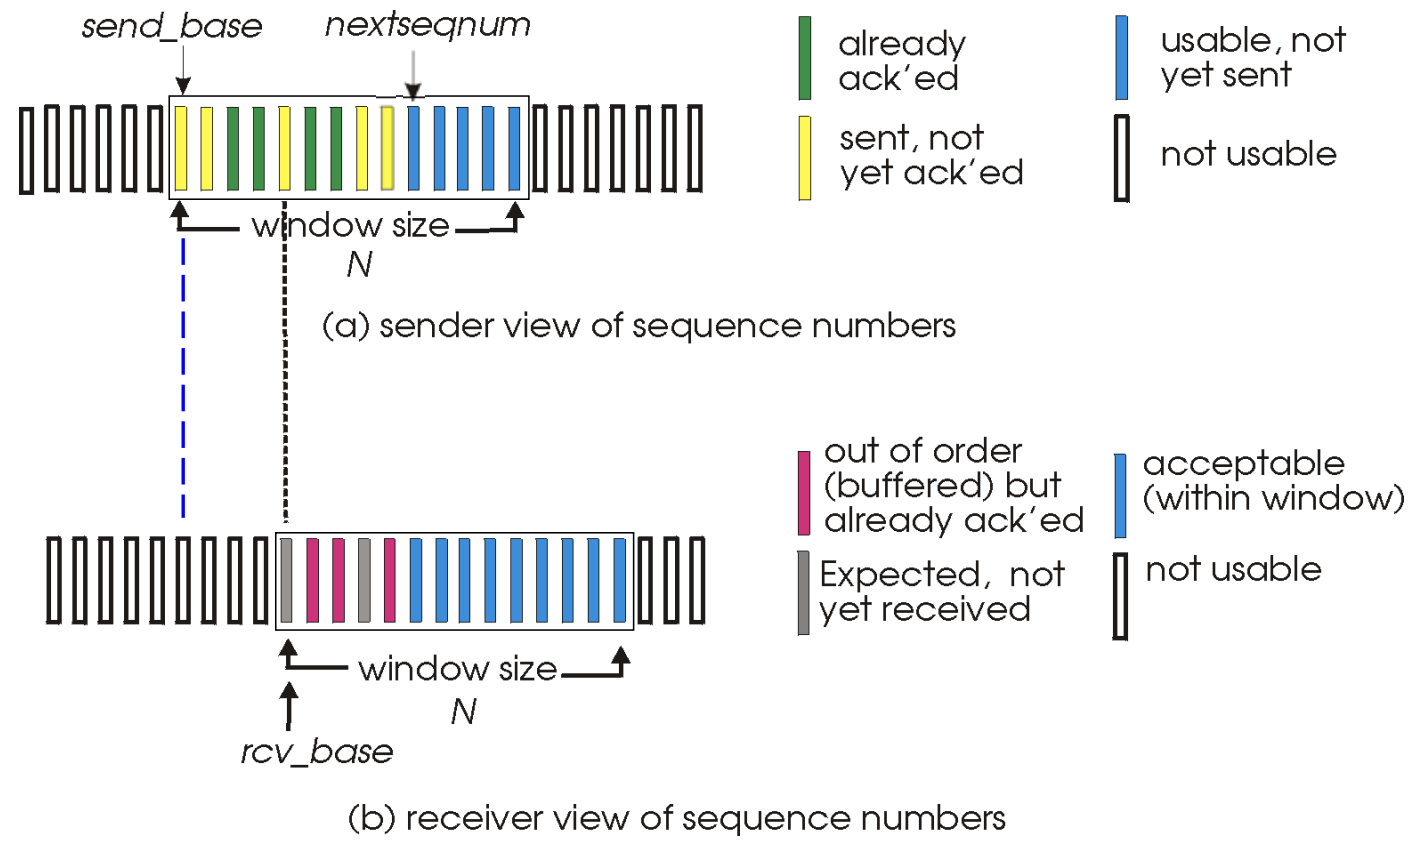 send_base
nextseqnum
already
ack'ed
usable, not
yet sent
sent, not
yet ack'ed
not usable
window size
N
(a) sender view of sequence numbers
out of order
(buffered) but
already ack'ed
acceptable
(within window)
Expected, not
yet received
not usable
window size
N
rcv_base
(b) receiver view of sequence numbers